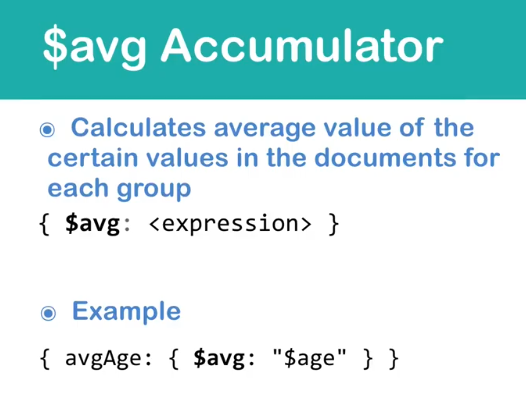 $avg Accumulator
◉ Calculates average value of the
certain values in the documents for
each group
{ $avg: <expression> }
◉ Example
{ avgAge: { $avg: "$age" } }